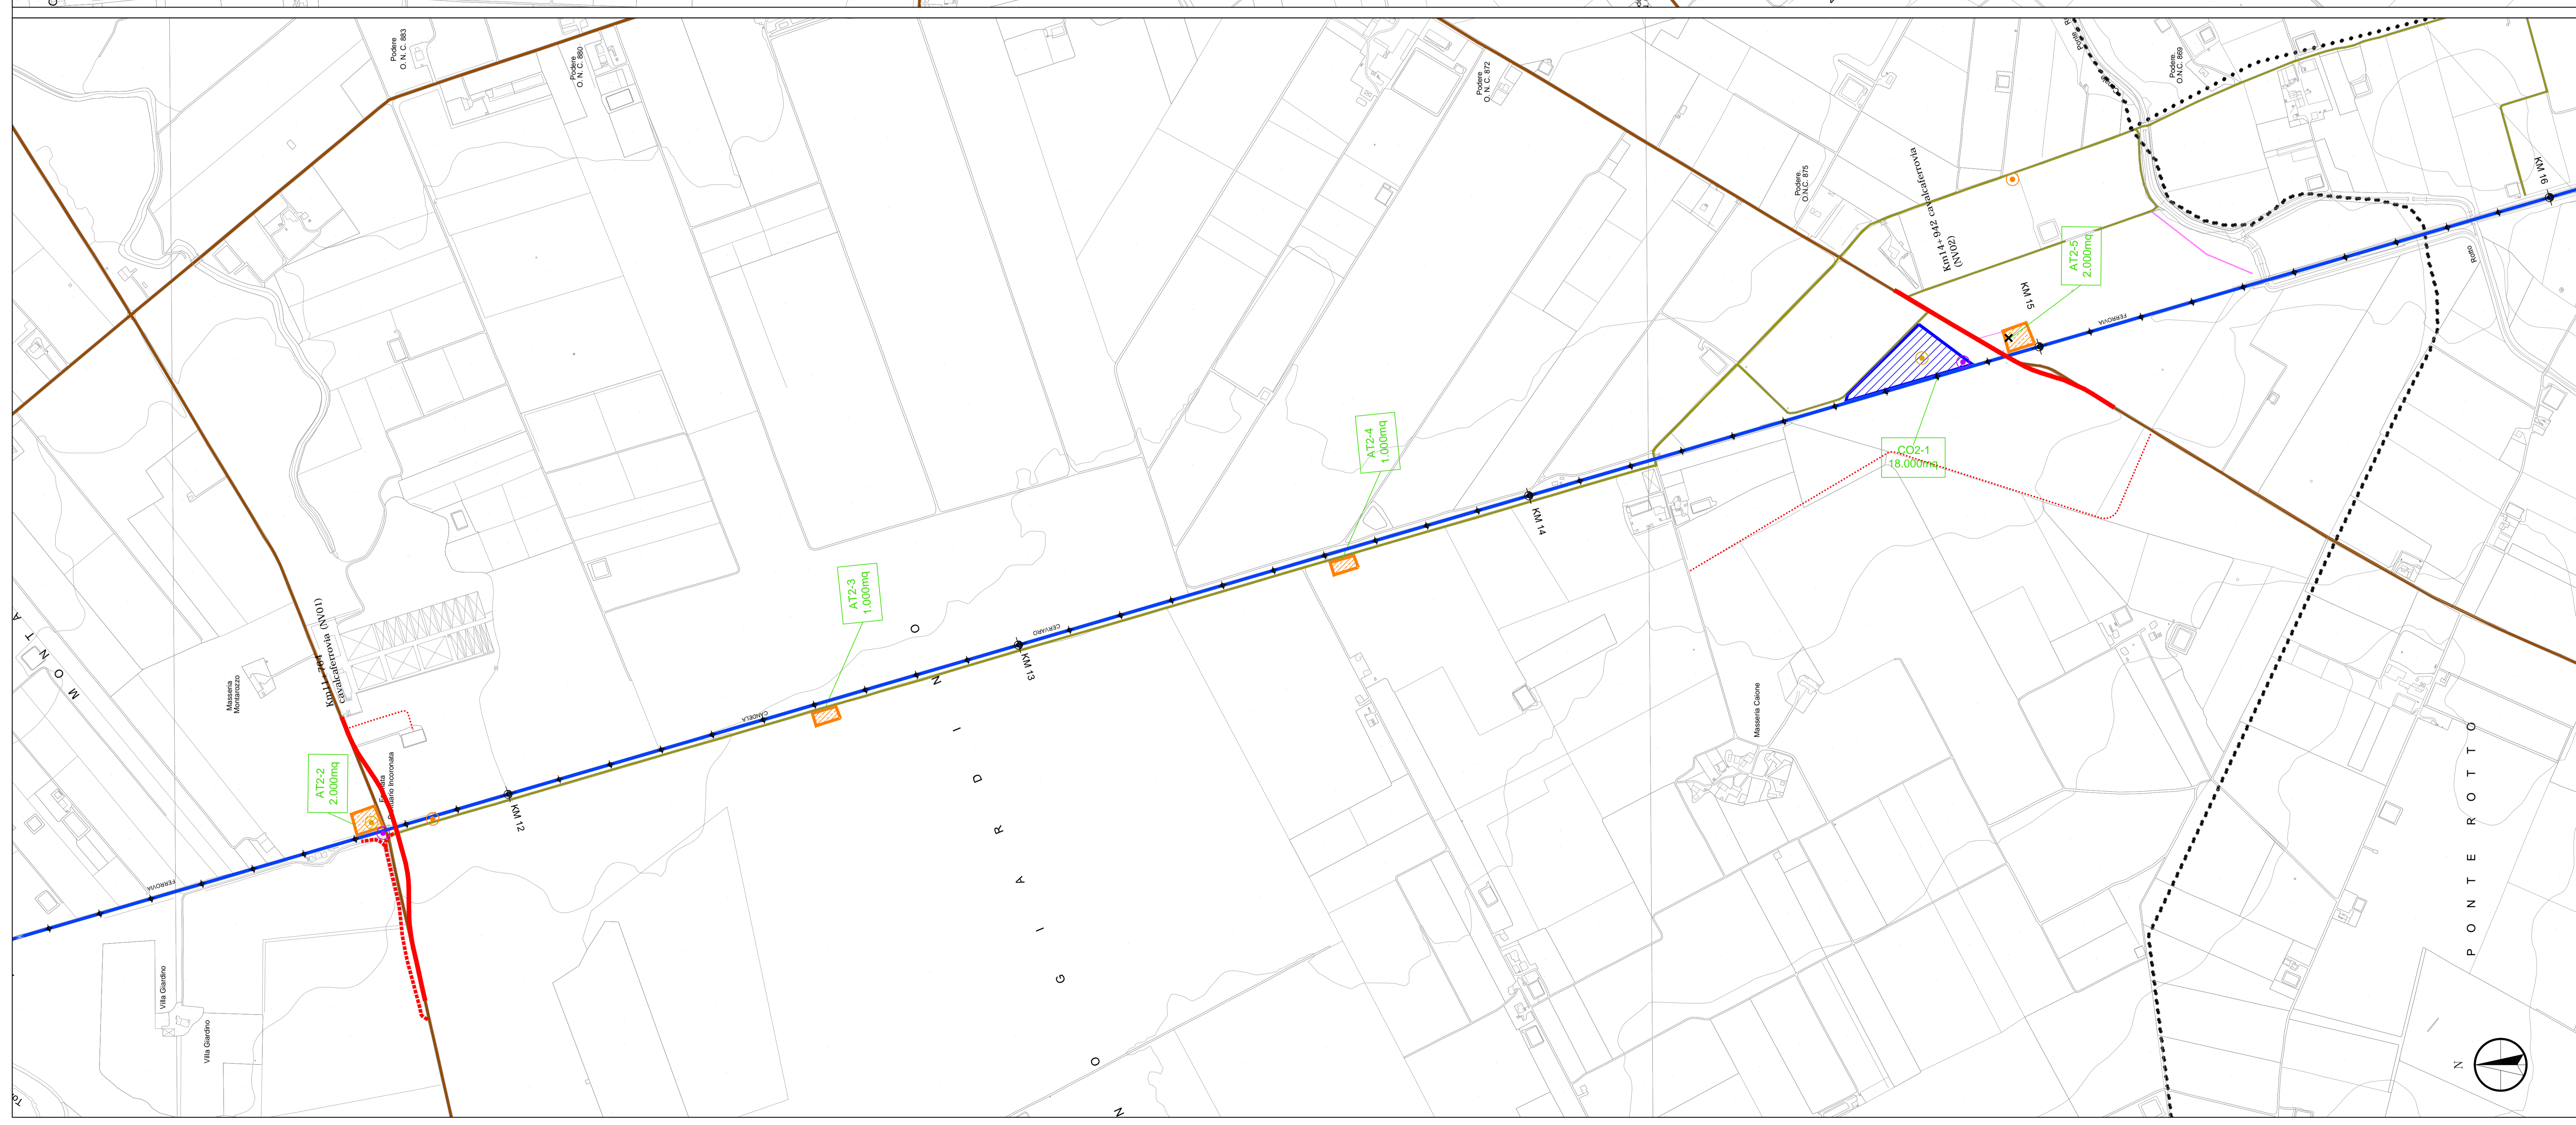 Podere
O. N. C. 883
Podere
O. N. C. 880
Podere
O. N. C. 872
Podere.
O.N.C. 875
Podere.
O.N.C. 869
Ponte
Km14+942 cavalcaferrovia
(NV02)
KM 16
AT2-5
2.000mq
KM 15
FERROVIA
Rotto
CO2-1
18.000mq
AT2-4
1.000mq
KM 14
AT2-3
1.000mq
CERVARO
KM 13
CANDELA
KM 12
cavalcaferrovia (NV01)
Masseria
Montarozzo
AT2-2
2.000mq
Incoronata
FERROVIA
Villa Giardino
Villa Giardino
Masseria Caione
M O N T A
G I A R D I N O
O
N
P O N T E R O T T O
N